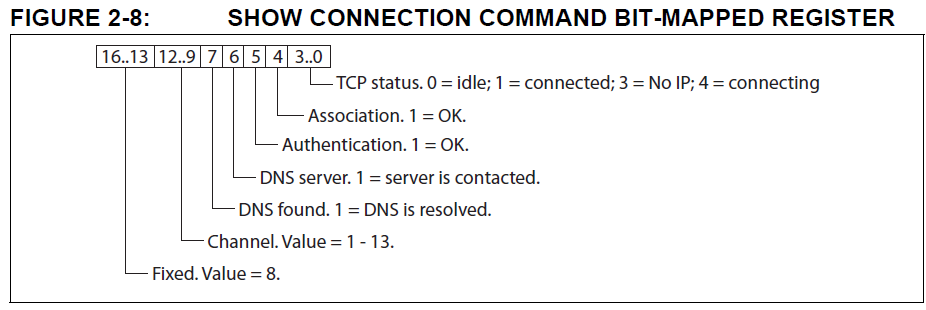 FIGURE 2-8: SHOW CONNECTION COMMAND BIT-MAPPED REGISTER
16..13 12..9 7 6 5 4 3..0
TCP status. 0 = idle; 1 = connected; 3 = No IP; 4 = connecting
Association. 1 = OK.
Authentication. 1 = OK.
DNS server. 1 = server is contacted.
DNS found. 1 = DNS is resolved.
Channel. Value = 1 - 13.
Fixed. Value = 8.